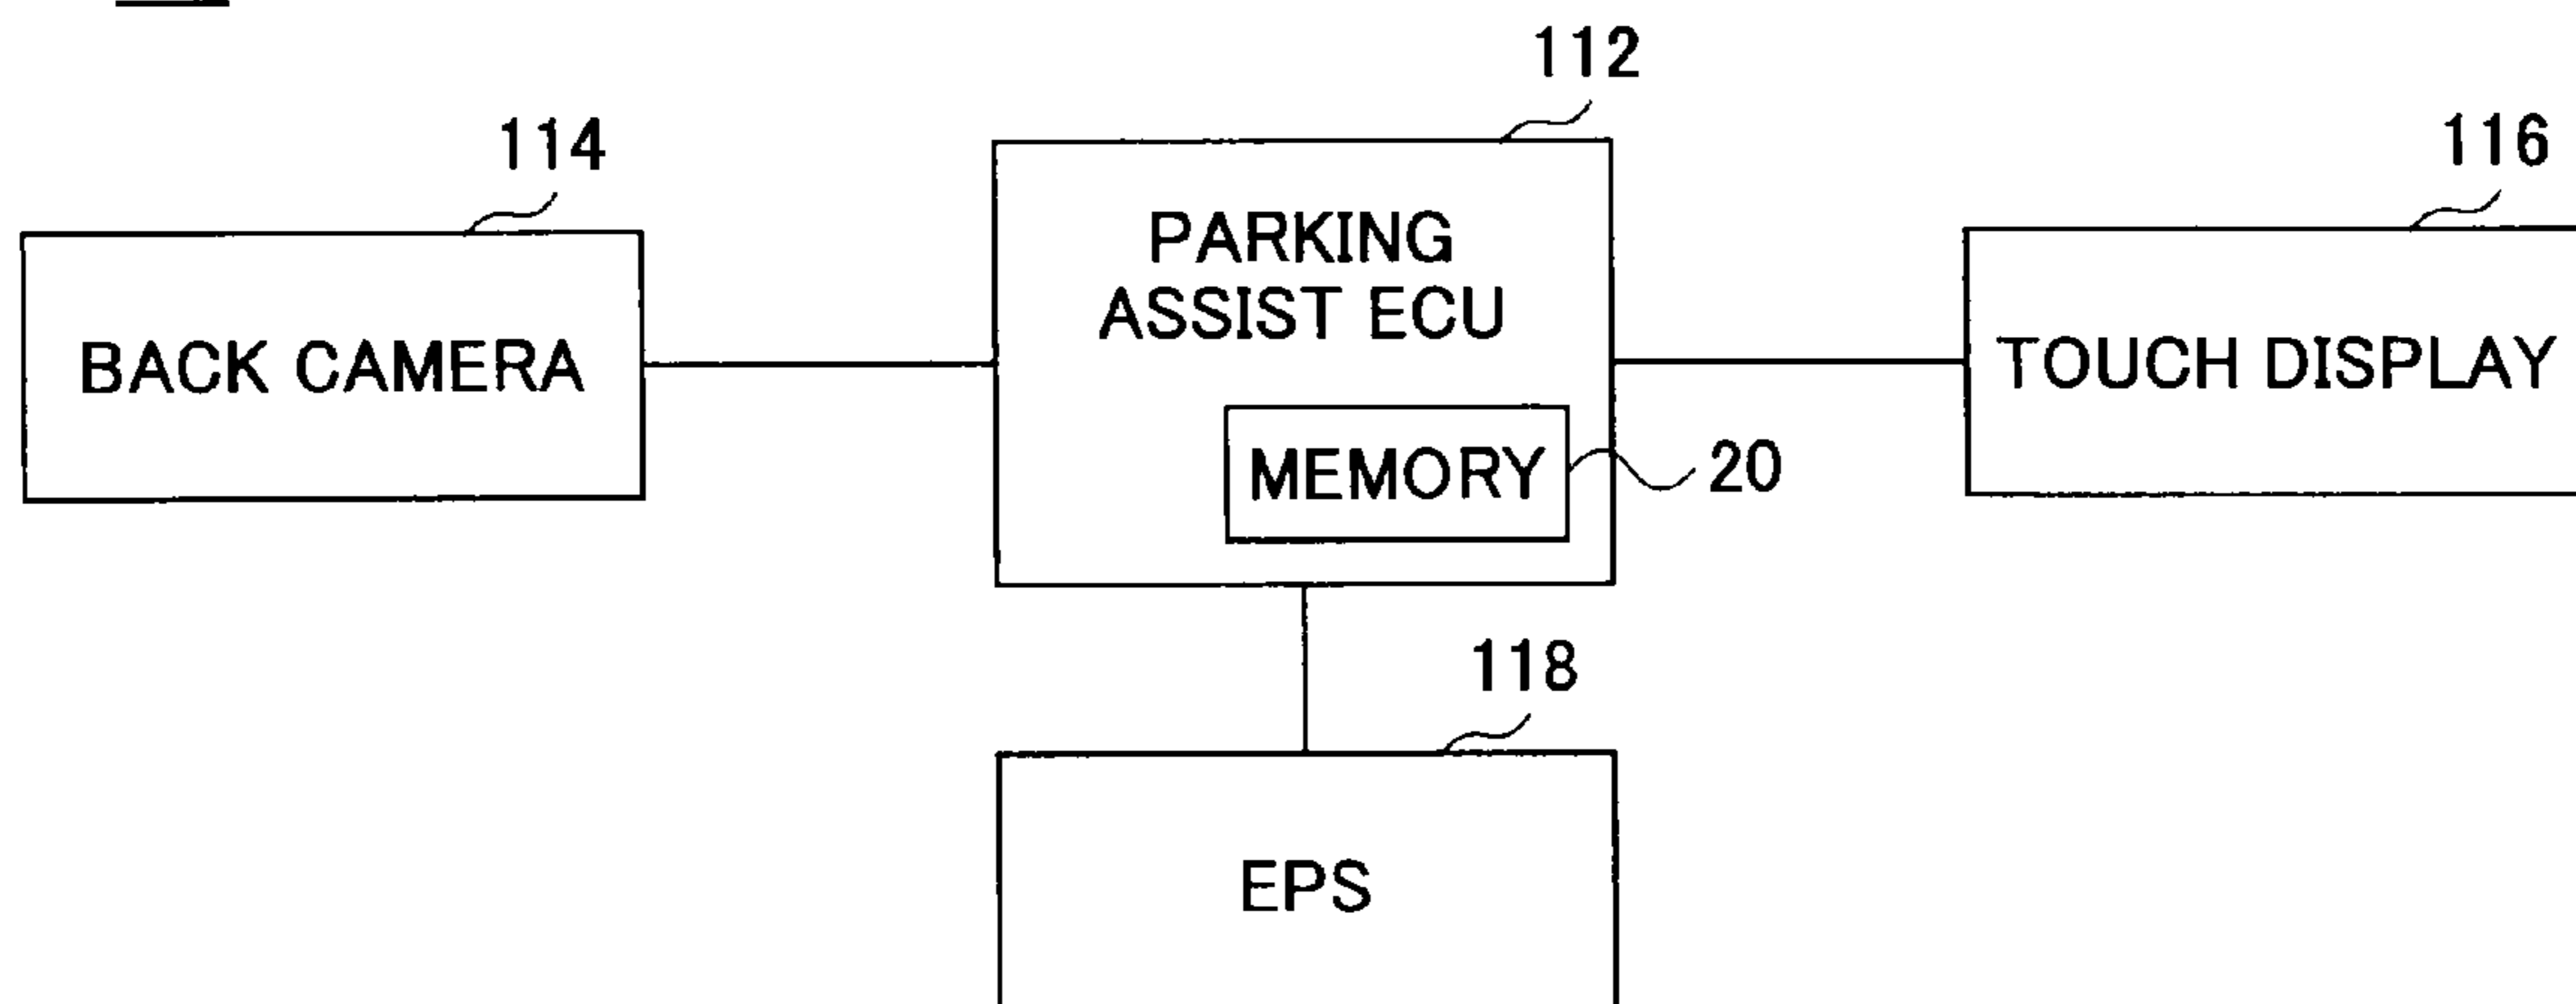 112
114
116
PARKING
ASSIST ECU
BACK CAMERA
TOUCH DISPLAY
MEMORY
20
118
EPS